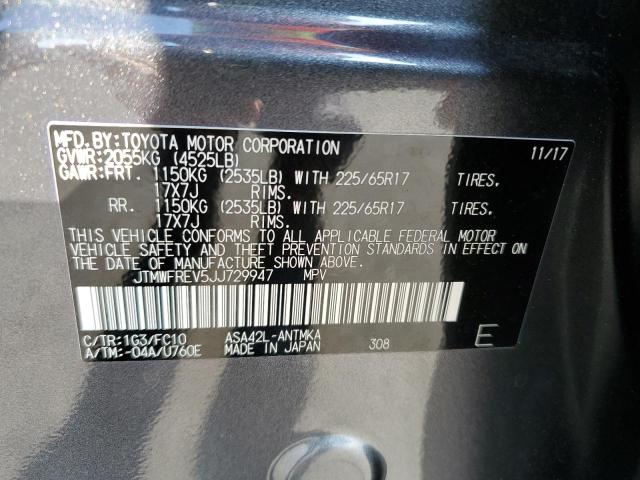 MFD.BY:TOYOTA MOTOR CORPORATION 11/17
GVWR:2055KG (4525LB)
GAWR:FRT. 1150KG (2535LB) WITH 225/65R17 TIRES.
17X7J RIMS.
RR. 1150KG (2535LB) WITH 225/65R17 TIRES.
17X7J RIMS.
THIS VEHICLE CONFORMS TO ALL APPLICABLE FEDERAL MOTOR
VEHICLE SAFETY AND THEFT PREVENTION STANDARDS IN EFFECT ON
THE DATE OF MANUFACTURE SHOWN ABOVE.
JTMWFREV5JJ729947 MPV
C/TR:1G3/FC10 ASA42L-ANTMKA
A/TM:-04A/U760E MADE IN JAPAN 308 E